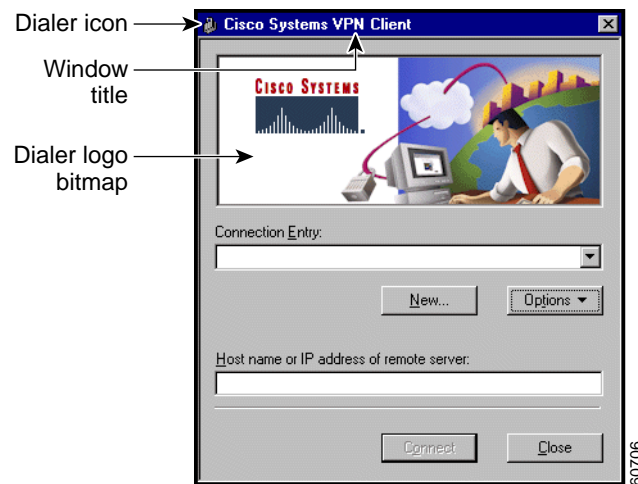 Dialer icon
Cisco Systems VPN Client
Window
title
CISCO SYSTEMS
Dialer logo
bitmap
Connection Entry:
New...
Options
Host name or IP address of remote server:
Connect
Close
60706